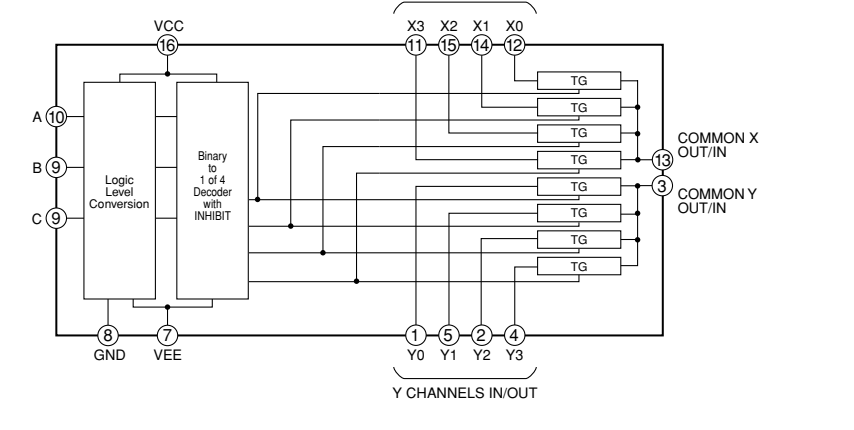 VCC
16
X3 X2 X1 X0
11 15 14 12
TG
TG
TG
TG
TG
TG
TG
TG
A 10
B 9
C 9
Logic
Level
Conversion
Binary
to
1 of 4
Decoder
with
INHIBIT
13 COMMON X
OUT/IN
3 COMMON Y
OUT/IN
8 7 1 5 2 4
GND VEE Y0 Y1 Y2 Y3
Y CHANNELS IN/OUT